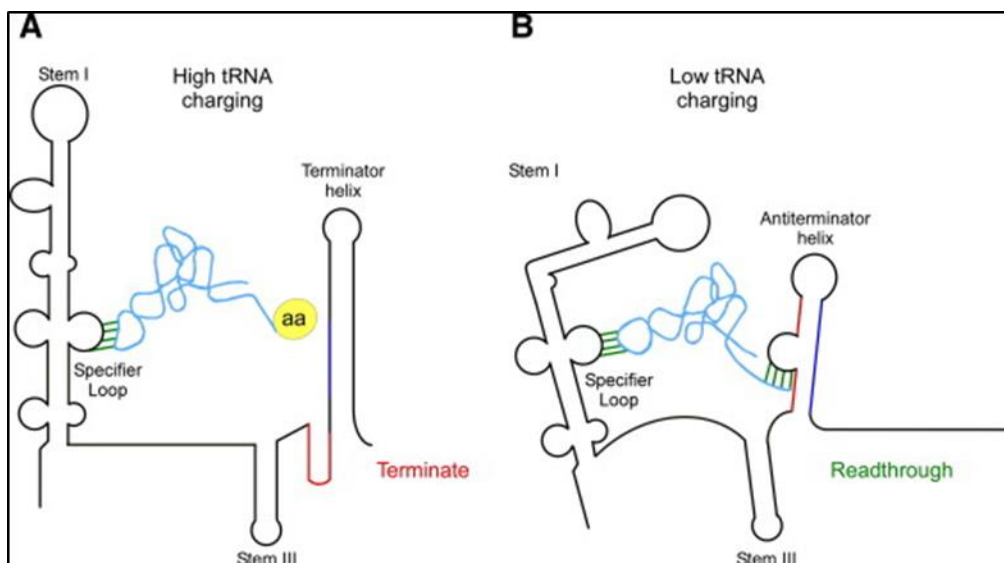 A
Stem I
High tRNA
charging
Terminator
helix
aa
Specifier
Loop
Terminate
Stem III
B
Low tRNA
charging
Stem I
Antiterminator
helix
Specifier
Loop
Readthrough
Stem III